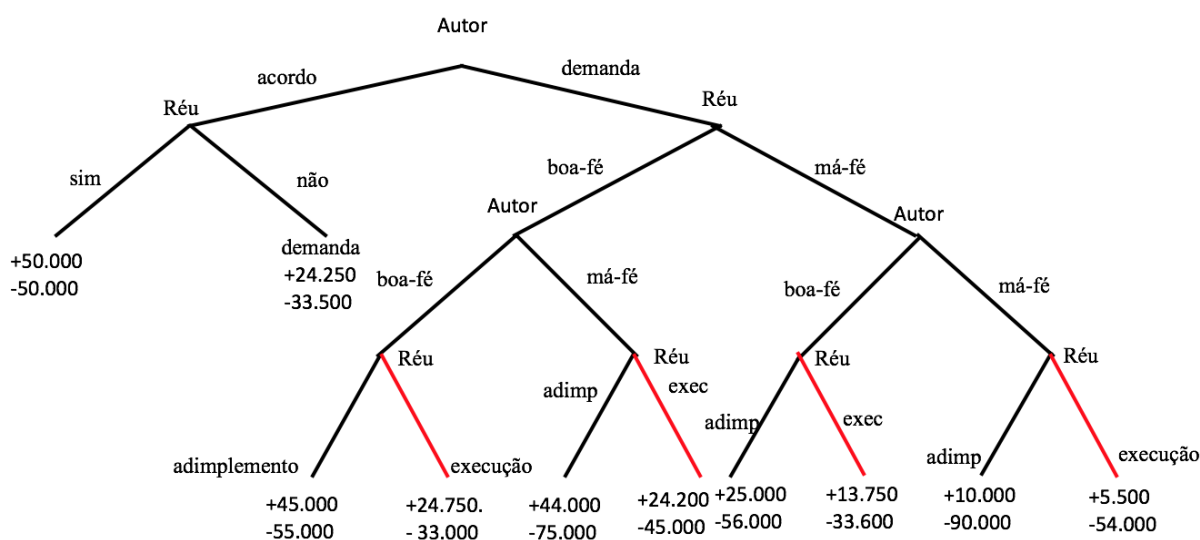 Autor
acordo
demanda
Réu
Réu
sim
não
boa-fé
má-fé
Autor
Autor
+50.000
-50.000
demanda
+24.250
-33.500
boa-fé
má-fé
boa-fé
má-fé
Réu
Réu
Réu
Réu
adimp
exec
adimp
exec
adimplemento
execução
adimp
execução
+45.000
-55.000
+24.750.
- 33.000
+44.000
-75.000
+24.200
-45.000
+25.000
-56.000
+13.750
-33.600
+10.000
-90.000
+5.500
-54.000